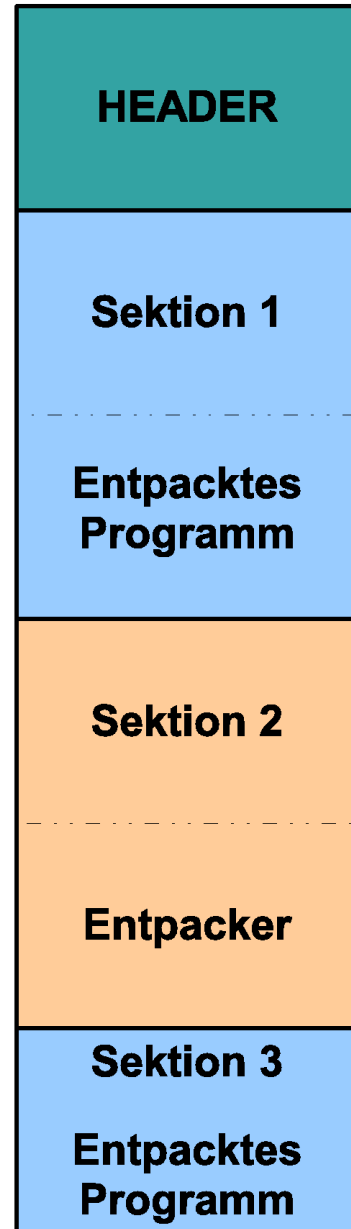 HEADER
Sektion 1
Entpacktes
Programm
Sektion 2
Entpacker
Sektion 3
Entpacktes
Programm